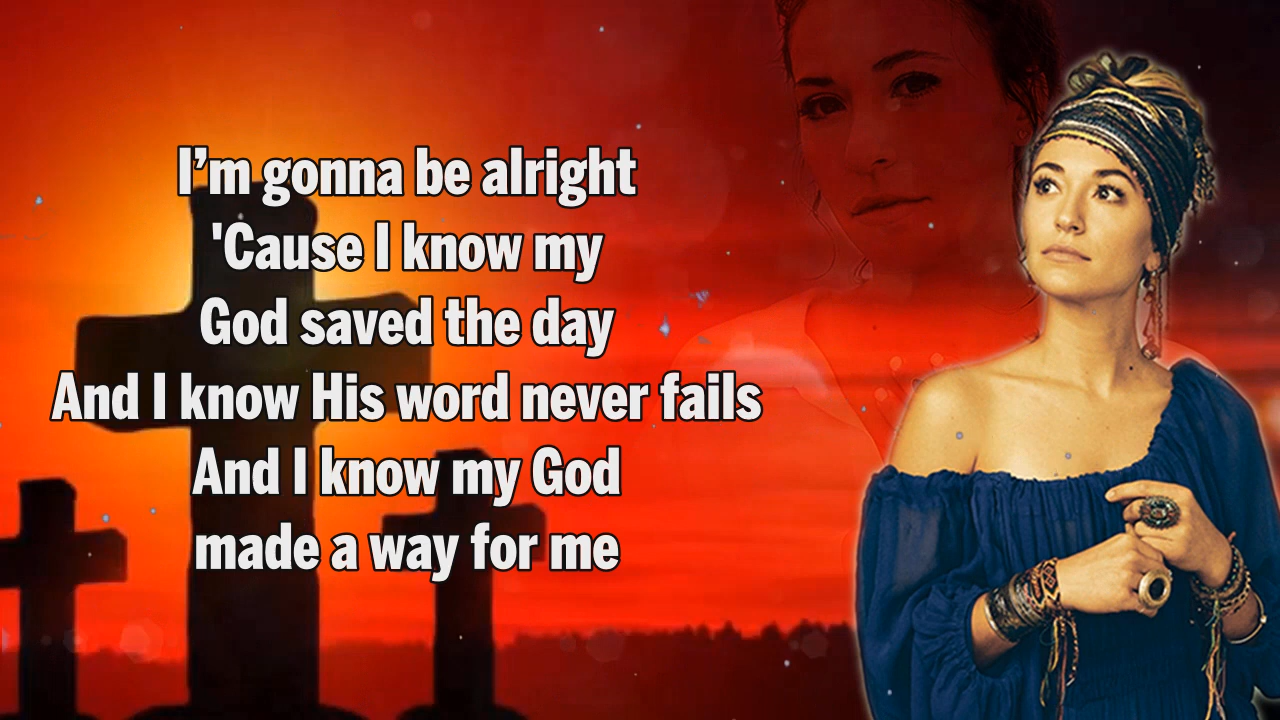 I’m gonna be alright
'Cause I know my
God saved the day
And I know His word never fails
And I know my God
made a way for me